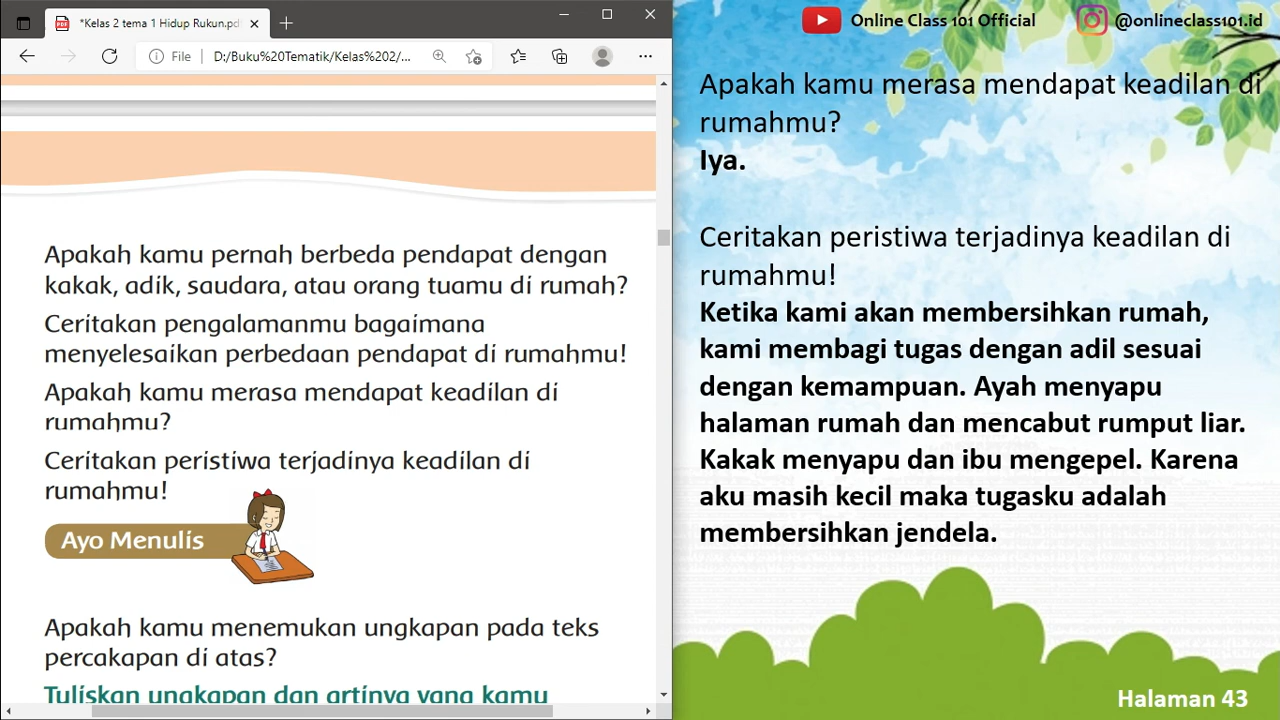 *Kelas 2 tema 1 Hidup Rukun.pd
File
D:/Buku%20Tematik/Kelas%202/...
Apakah kamu pernah berbeda pendapat dengan
kakak, adik, saudara, atau orang tuamu di rumah?
Ceritakan pengalamanmu bagaimana
menyelesaikan perbedaan pendapat di rumahmu!
Apakah kamu merasa mendapat keadilan di
rumahmu?
Ceritakan peristiwa terjadinya keadilan di
rumahmu!
Ayo Menulis
Apakah kamu menemukan ungkapan pada teks
percakapan di atas?
Tuliskan ungkapan dan artinya yang kamu
Online Class 101 Official
@onlineclass101.id
Apakah kamu merasa mendapat keadilan di
rumahmu?
Iya.
Ceritakan peristiwa terjadinya keadilan di
rumahmu!
Ketika kami akan membersihkan rumah,
kami membagi tugas dengan adil sesuai
dengan kemampuan. Ayah menyapu
halaman rumah dan mencabut rumput liar.
Kakak menyapu dan ibu mengepel. Karena
aku masih kecil maka tugasku adalah
membersihkan jendela.
Halaman 43